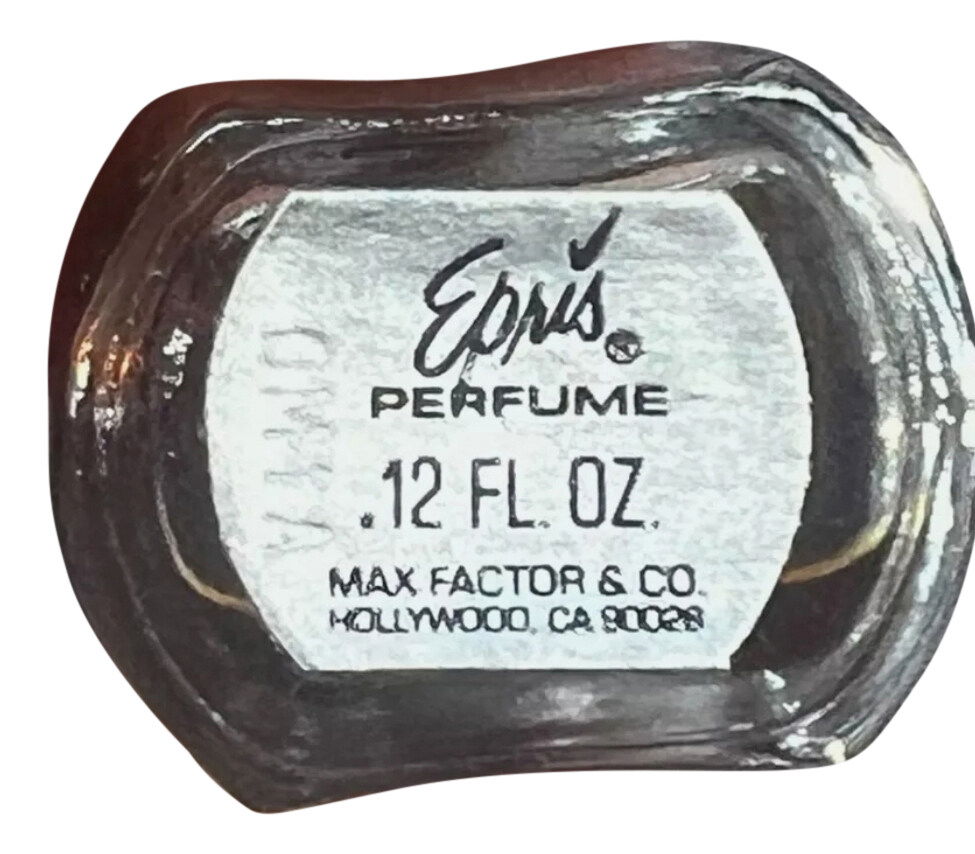 Epris®
PERFUME
.12 FL. OZ.
MAX FACTOR & CO.
HOLLYWOOD, CA 90028